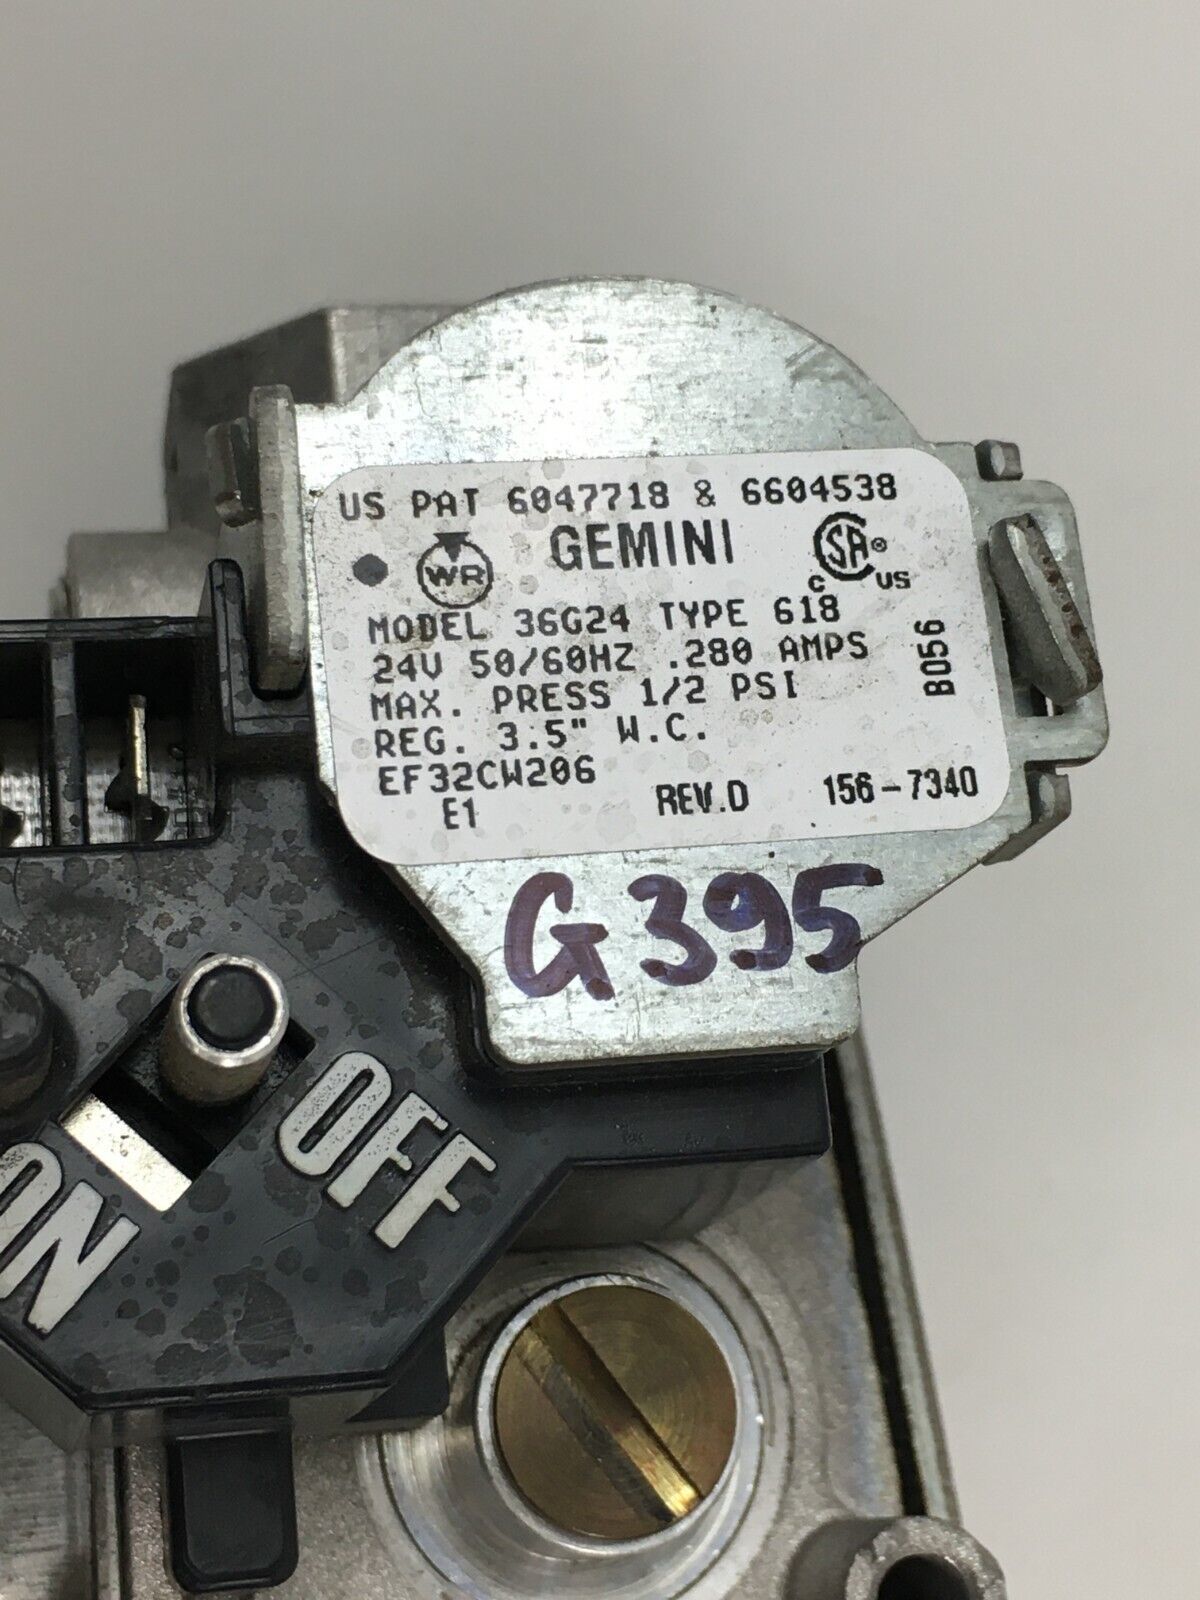 US PAT 6047718 & 6604538
WR GEMINI SA® C US
MODEL 36G24 TYPE 618
24V 50/60HZ .280 AMPS
MAX. PRESS 1/2 PSI
REG. 3.5" W.C.
EF32CW206
E1 REV.D 156-7340
B056
G395
OFF
ON